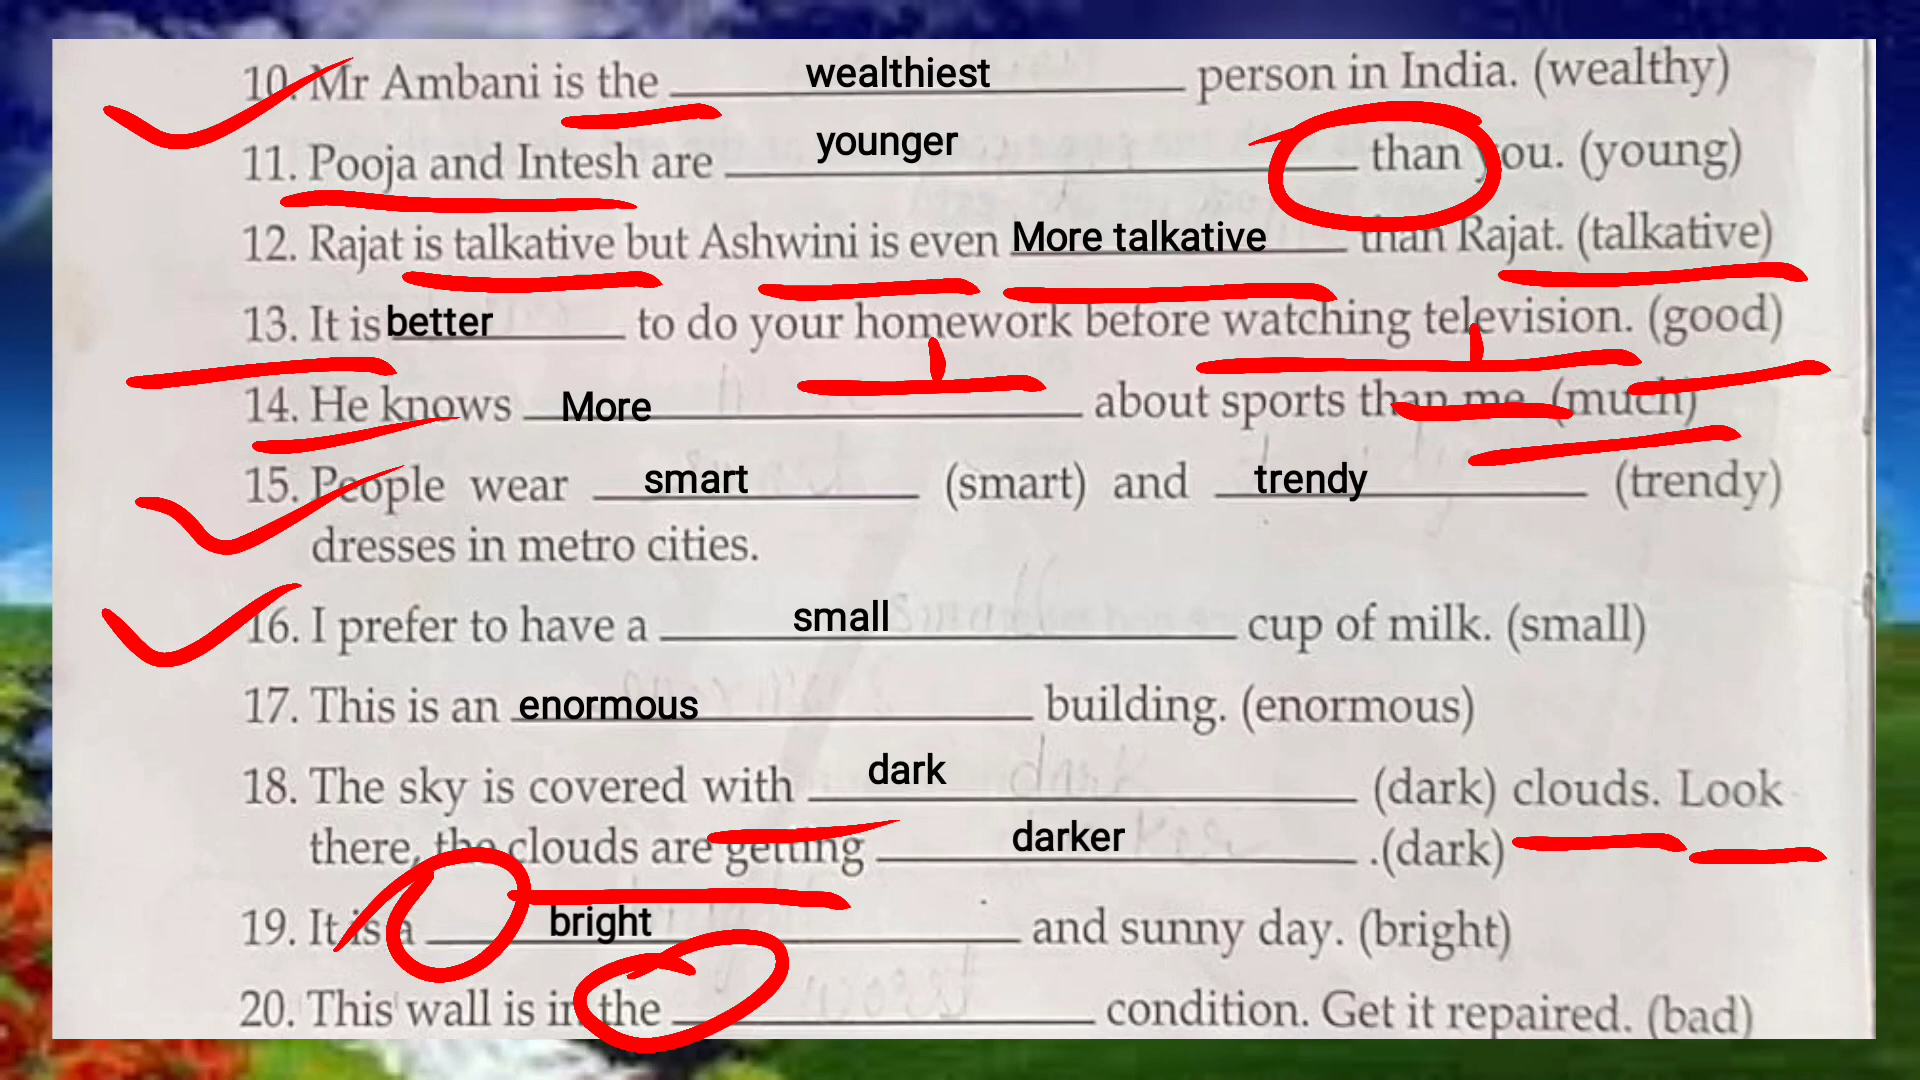 10. Mr Ambani is the wealthiest person in India. (wealthy)
11. Pooja and Intesh are younger than you. (young)
12. Rajat is talkative but Ashwini is even More talkative than Rajat. (talkative)
13. It is better to do your homework before watching television. (good)
14. He knows More about sports than me. (much)
15. People wear smart (smart) and trendy (trendy)
dresses in metro cities.
16. I prefer to have a small cup of milk. (small)
17. This is an enormous building. (enormous)
18. The sky is covered with dark (dark) clouds. Look
there, the clouds are getting darker .(dark)
19. It is a bright and sunny day. (bright)
20. This wall is in the condition. Get it repaired. (bad)